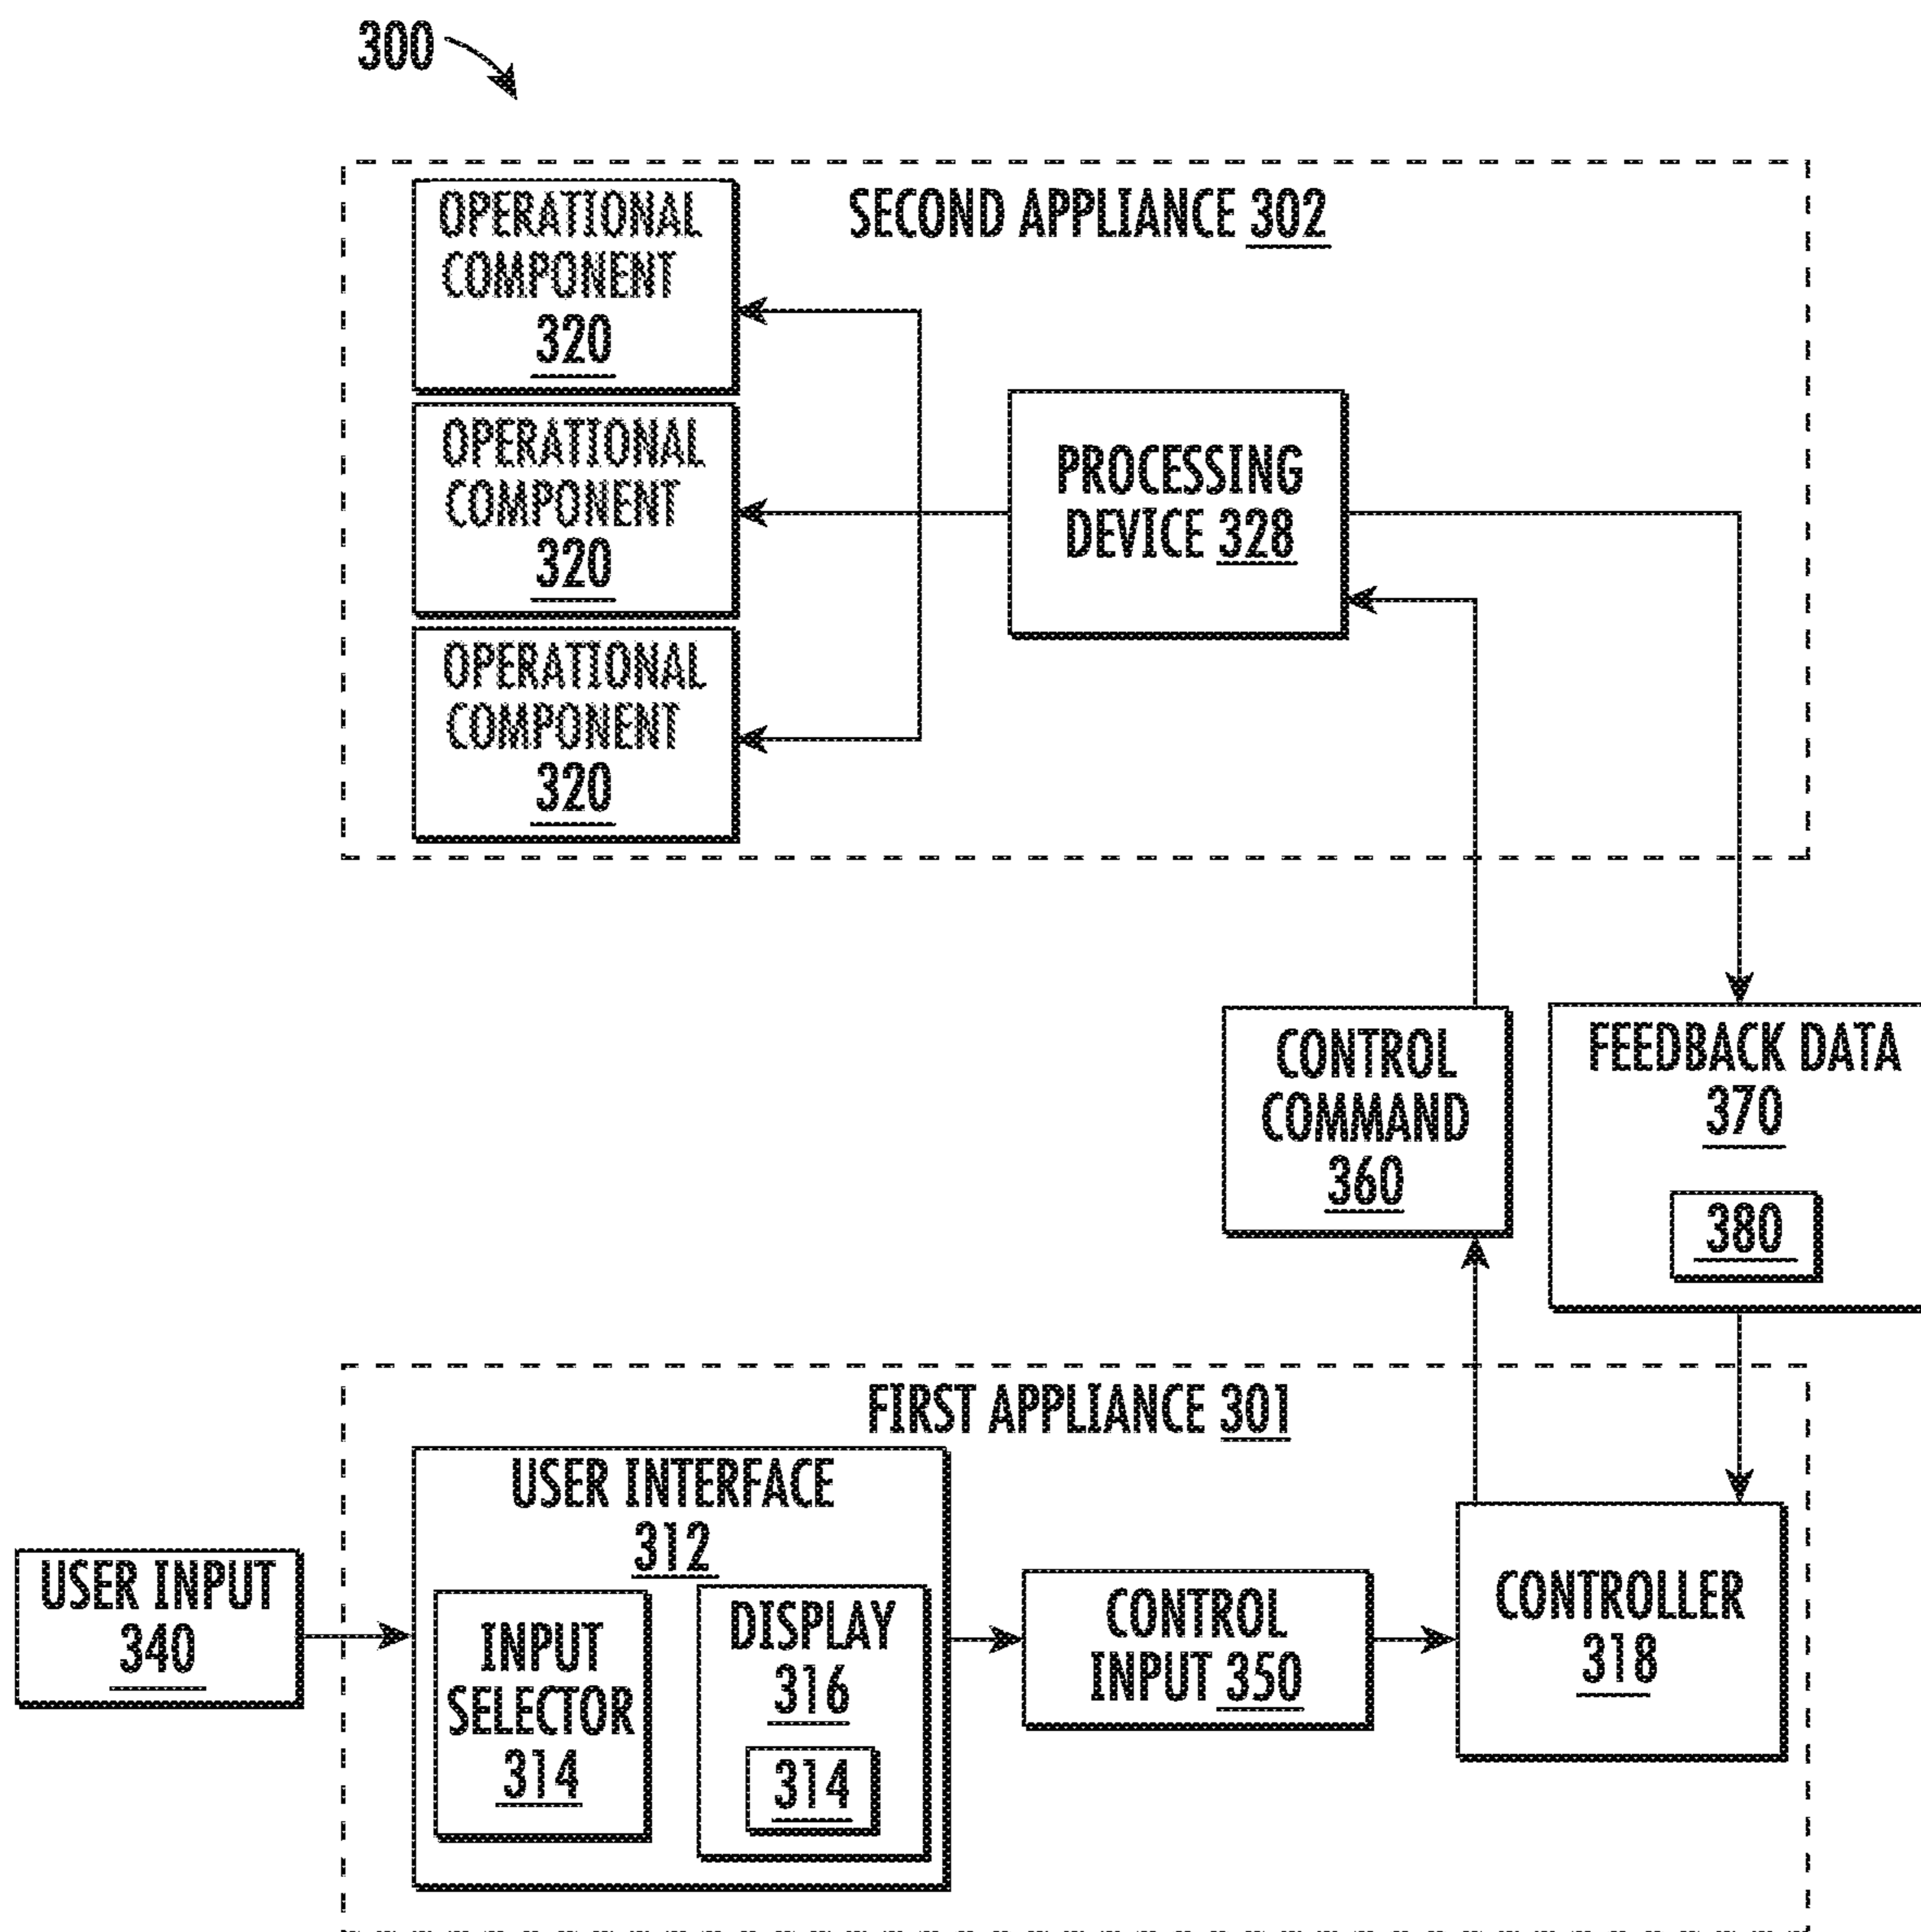 300
OPERATIONAL
COMPONENT
320
SECOND APPLIANCE 302
OPERATIONAL
COMPONENT
320
PROCESSING
DEVICE 328
OPERATIONAL
COMPONENT
320
CONTROL
COMMAND
360
FEEDBACK DATA
370
380
FIRST APPLIANCE 301
USER INTERFACE
312
USER INPUT
340
INPUT
SELECTOR
314
DISPLAY
316
314
CONTROL
INPUT 350
CONTROLLER
318